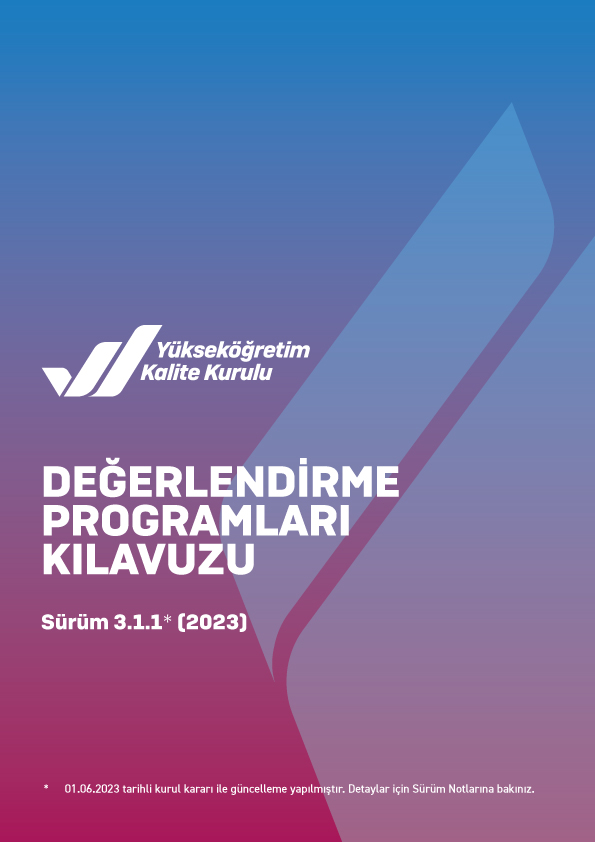 Yükseköğretim
Kalite Kurulu
DEĞERLENDİRME
PROGRAMLARI
KILAVUZU
Sürüm 3.1.1* (2023)
* 01.06.2023 tarihli kurul kararı ile güncelleme yapılmıştır. Detaylar için Sürüm Notlarına bakınız.